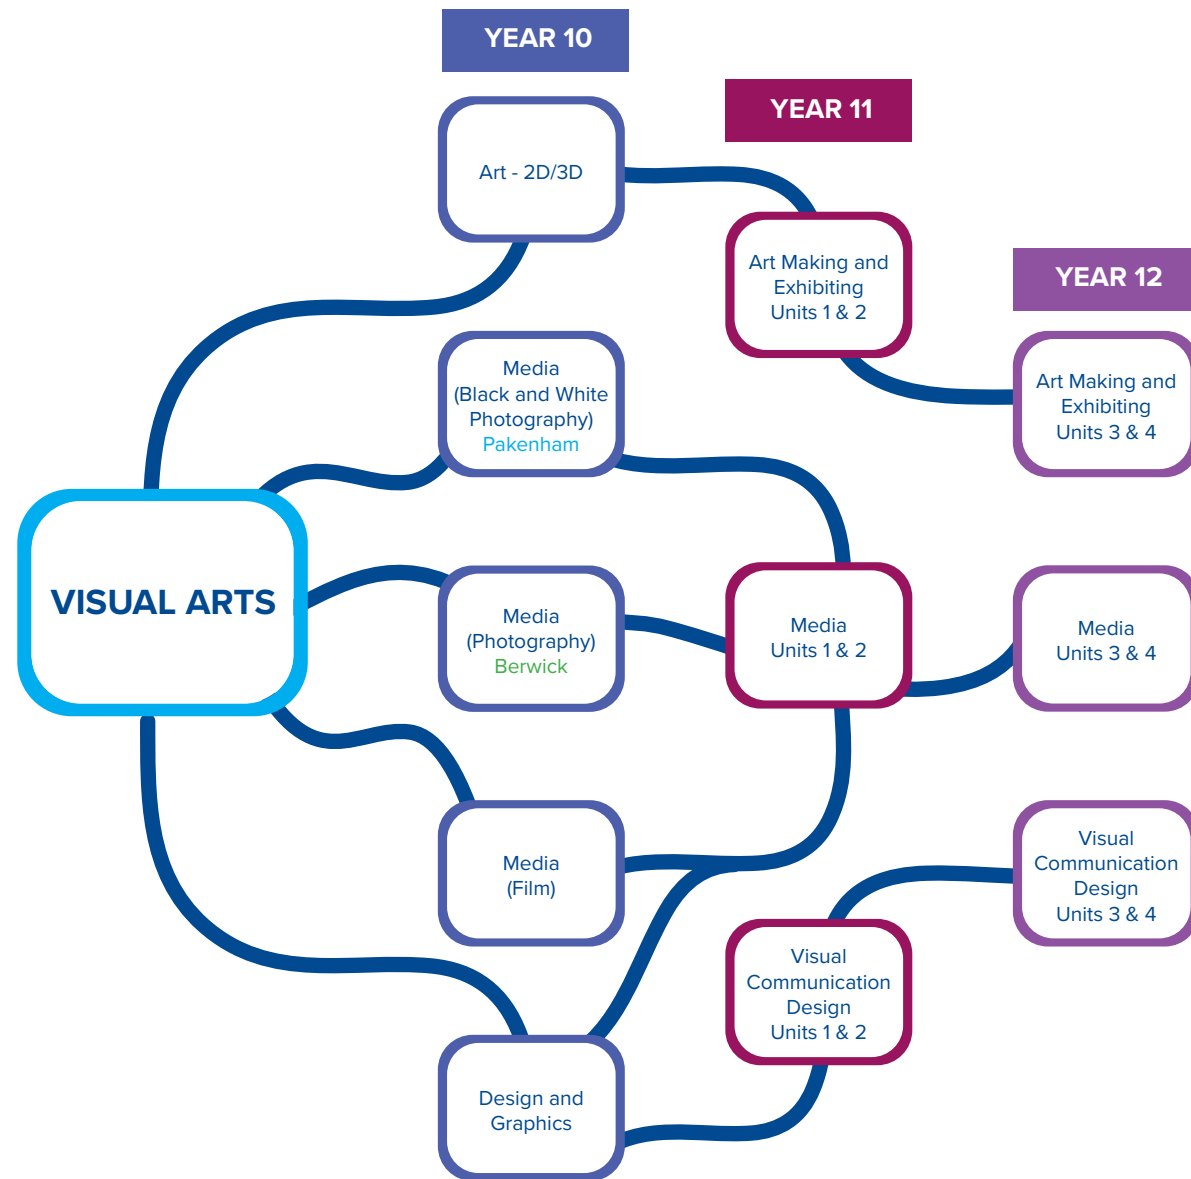 YEAR 10
YEAR 11
YEAR 12
Art - 2D/3D
Art Making and
Exhibiting
Units 1 & 2
Art Making and
Exhibiting
Units 3 & 4
Media
(Black and White
Photography)
Pakenham
VISUAL ARTS
Media
(Photography)
Berwick
Media
Units 1 & 2
Media
Units 3 & 4
Media
(Film)
Visual
Communication
Design
Units 3 & 4
Visual
Communication
Design
Units 1 & 2
Design and
Graphics